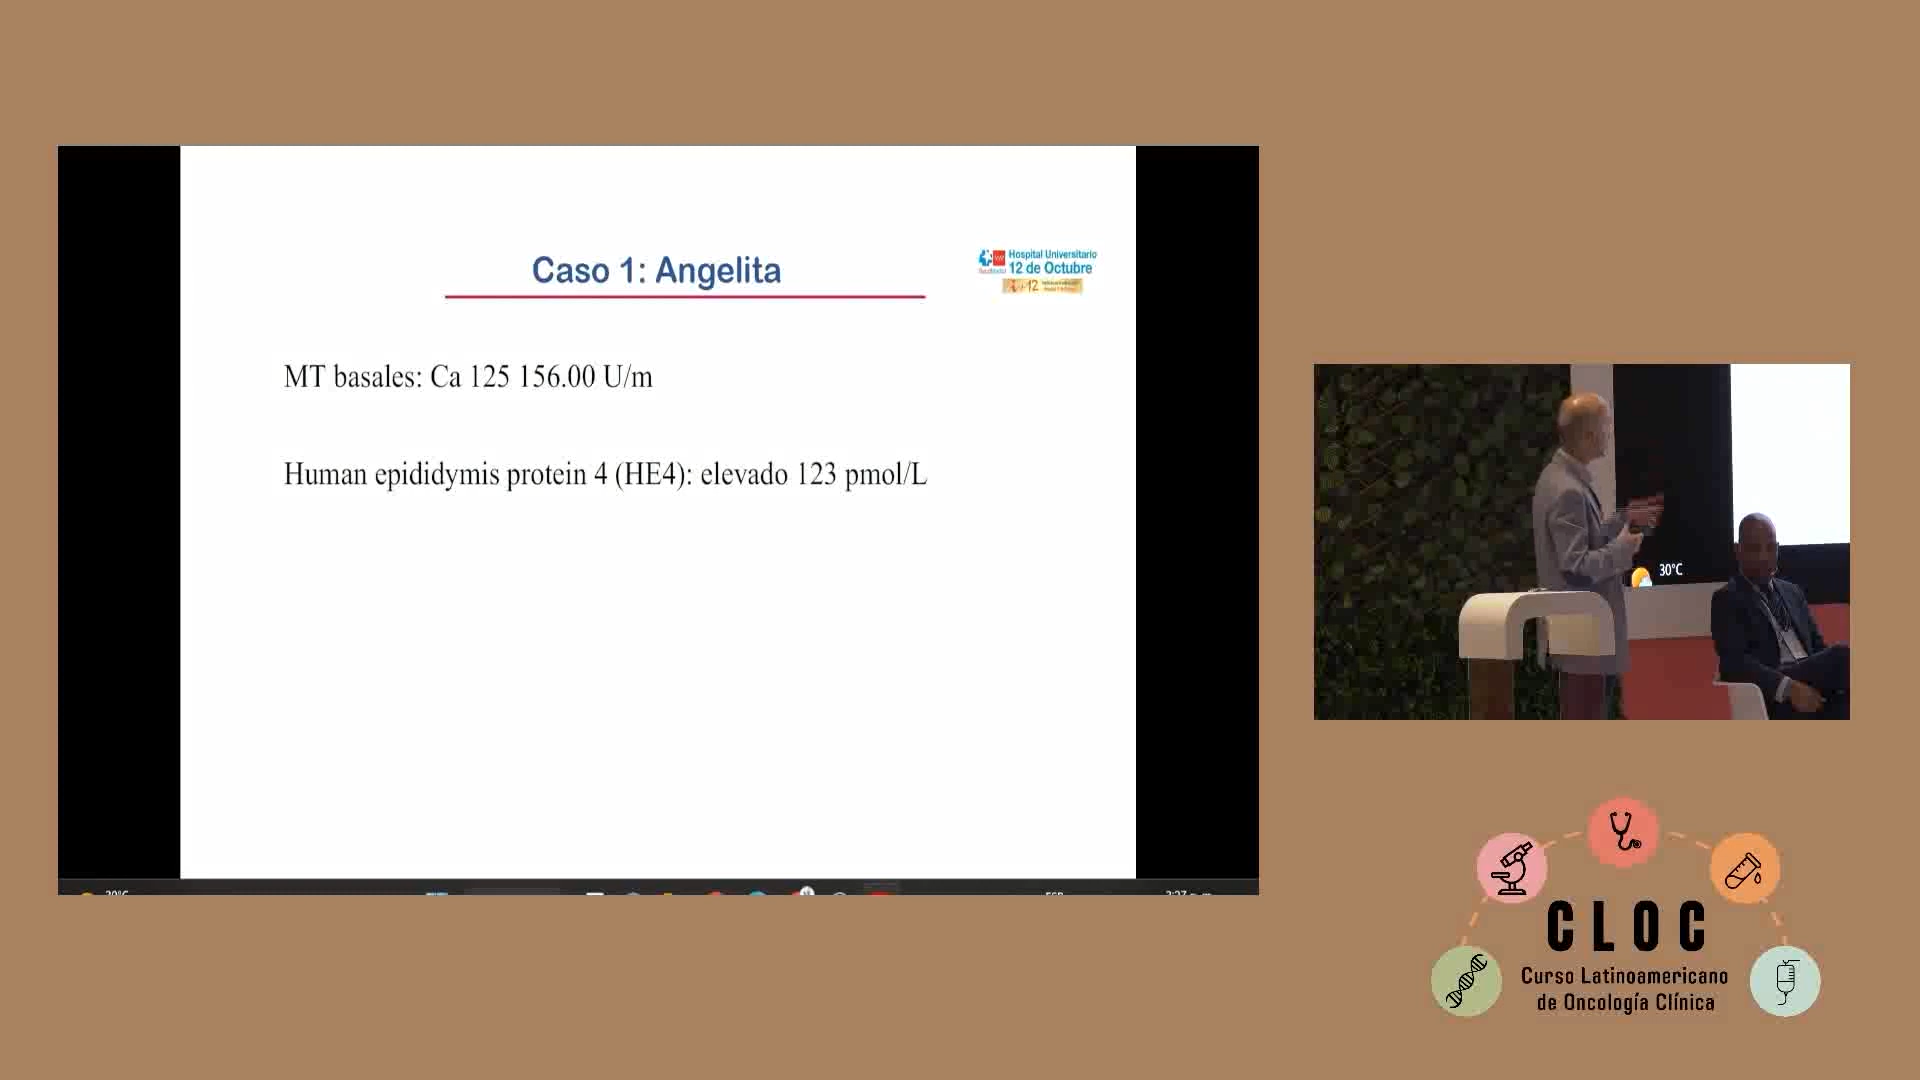 Caso 1: Angelita
Hospital Universitario
12 de Octubre
MT basales: Ca 125 156.00 U/m
Human epididymis protein 4 (HE4): elevado 123 pmol/L
30°C
CLOC
Curso Latinoamericano
de Oncología Clínica